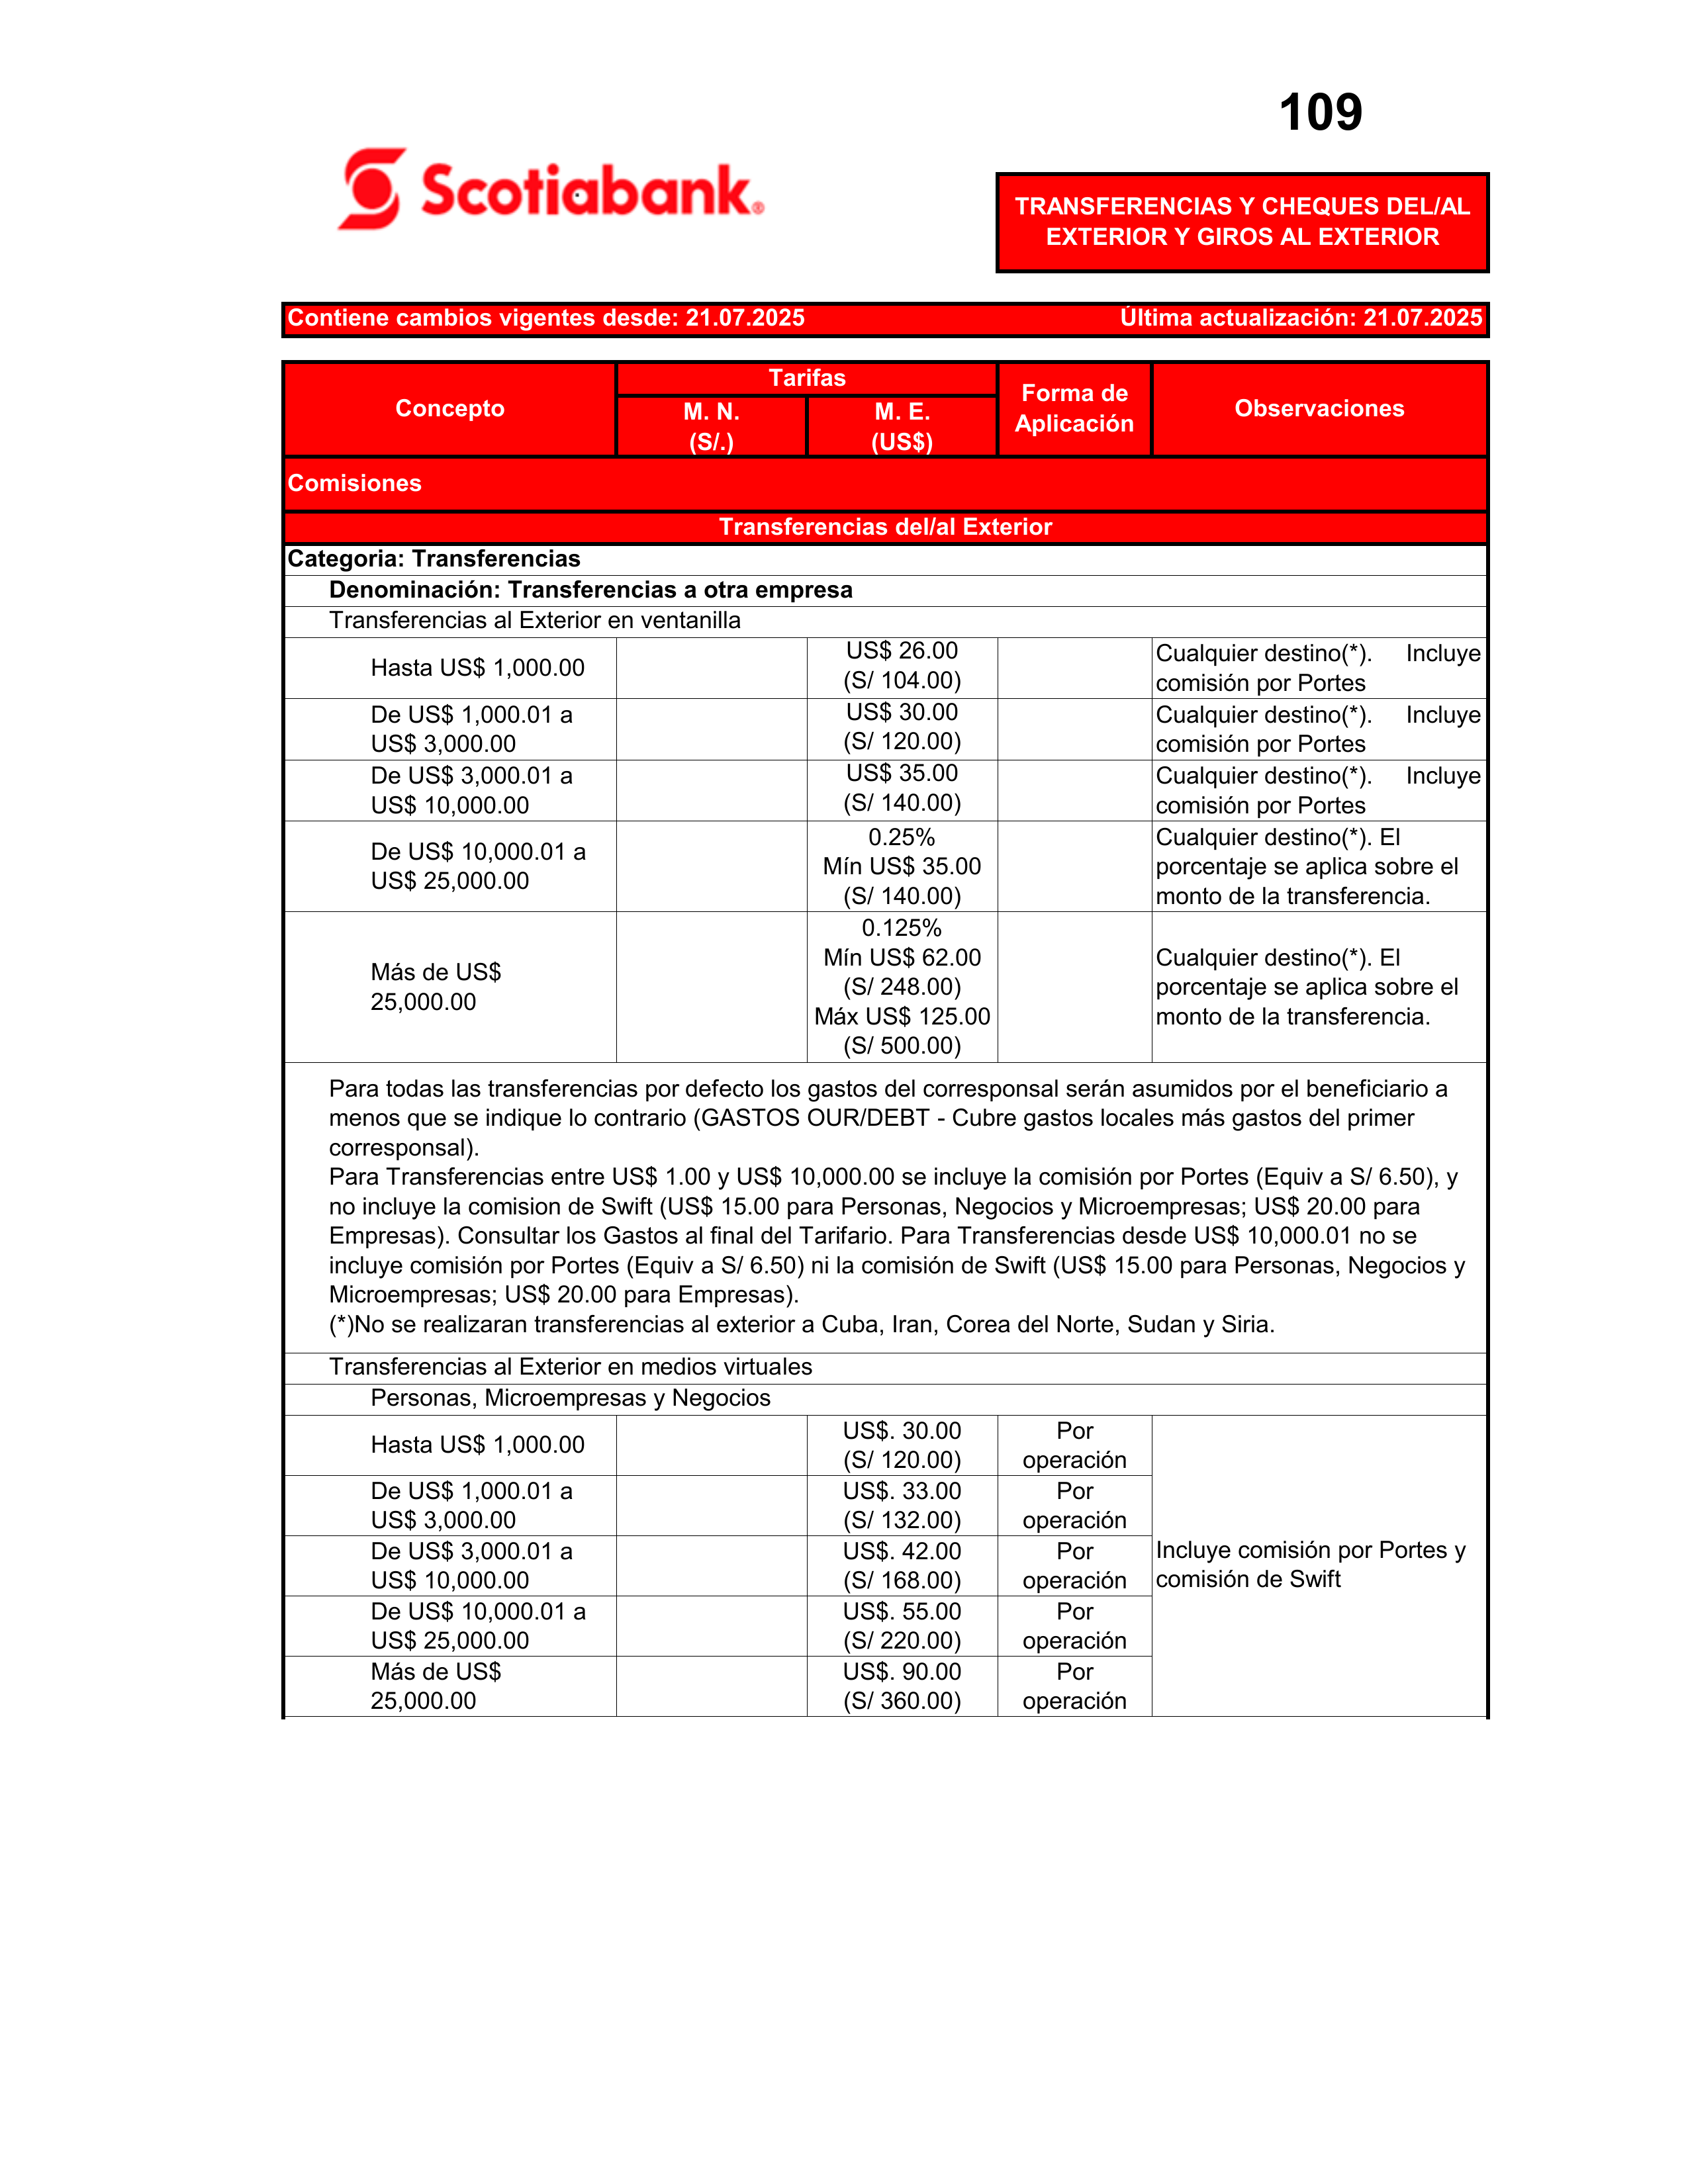 109
Scotiabank®
TRANSFERENCIAS Y CHEQUES DEL/AL
EXTERIOR Y GIROS AL EXTERIOR
Contiene cambios vigentes desde: 21.07.2025 Última actualización: 21.07.2025
Concepto
Tarifas
M. N.
(S/.)
M. E.
(US$)
Forma de
Aplicación
Observaciones
Comisiones
Transferencias del/al Exterior
Categoria: Transferencias
Denominación: Transferencias a otra empresa
Transferencias al Exterior en ventanilla
Hasta US$ 1,000.00
US$ 26.00
(S/ 104.00)
Cualquier destino(*). Incluye
comisión por Portes
De US$ 1,000.01 a
US$ 3,000.00
US$ 30.00
(S/ 120.00)
Cualquier destino(*). Incluye
comisión por Portes
De US$ 3,000.01 a
US$ 10,000.00
US$ 35.00
(S/ 140.00)
Cualquier destino(*). Incluye
comisión por Portes
De US$ 10,000.01 a
US$ 25,000.00
0.25%
Mín US$ 35.00
(S/ 140.00)
Cualquier destino(*). El
porcentaje se aplica sobre el
monto de la transferencia.
Más de US$
25,000.00
0.125%
Mín US$ 62.00
(S/ 248.00)
Máx US$ 125.00
(S/ 500.00)
Cualquier destino(*). El
porcentaje se aplica sobre el
monto de la transferencia.
Para todas las transferencias por defecto los gastos del corresponsal serán asumidos por el beneficiario a
menos que se indique lo contrario (GASTOS OUR/DEBT - Cubre gastos locales más gastos del primer
corresponsal).
Para Transferencias entre US$ 1.00 y US$ 10,000.00 se incluye la comisión por Portes (Equiv a S/ 6.50), y
no incluye la comision de Swift (US$ 15.00 para Personas, Negocios y Microempresas; US$ 20.00 para
Empresas). Consultar los Gastos al final del Tarifario. Para Transferencias desde US$ 10,000.01 no se
incluye comisión por Portes (Equiv a S/ 6.50) ni la comisión de Swift (US$ 15.00 para Personas, Negocios y
Microempresas; US$ 20.00 para Empresas).
(*)No se realizaran transferencias al exterior a Cuba, Iran, Corea del Norte, Sudan y Siria.
Transferencias al Exterior en medios virtuales
Personas, Microempresas y Negocios
Hasta US$ 1,000.00
US$. 30.00
(S/ 120.00)
Por
operación
De US$ 1,000.01 a
US$ 3,000.00
US$. 33.00
(S/ 132.00)
Por
operación
De US$ 3,000.01 a
US$ 10,000.00
US$. 42.00
(S/ 168.00)
Por
operación
Incluye comisión por Portes y
comisión de Swift
De US$ 10,000.01 a
US$ 25,000.00
US$. 55.00
(S/ 220.00)
Por
operación
Más de US$
25,000.00
US$. 90.00
(S/ 360.00)
Por
operación